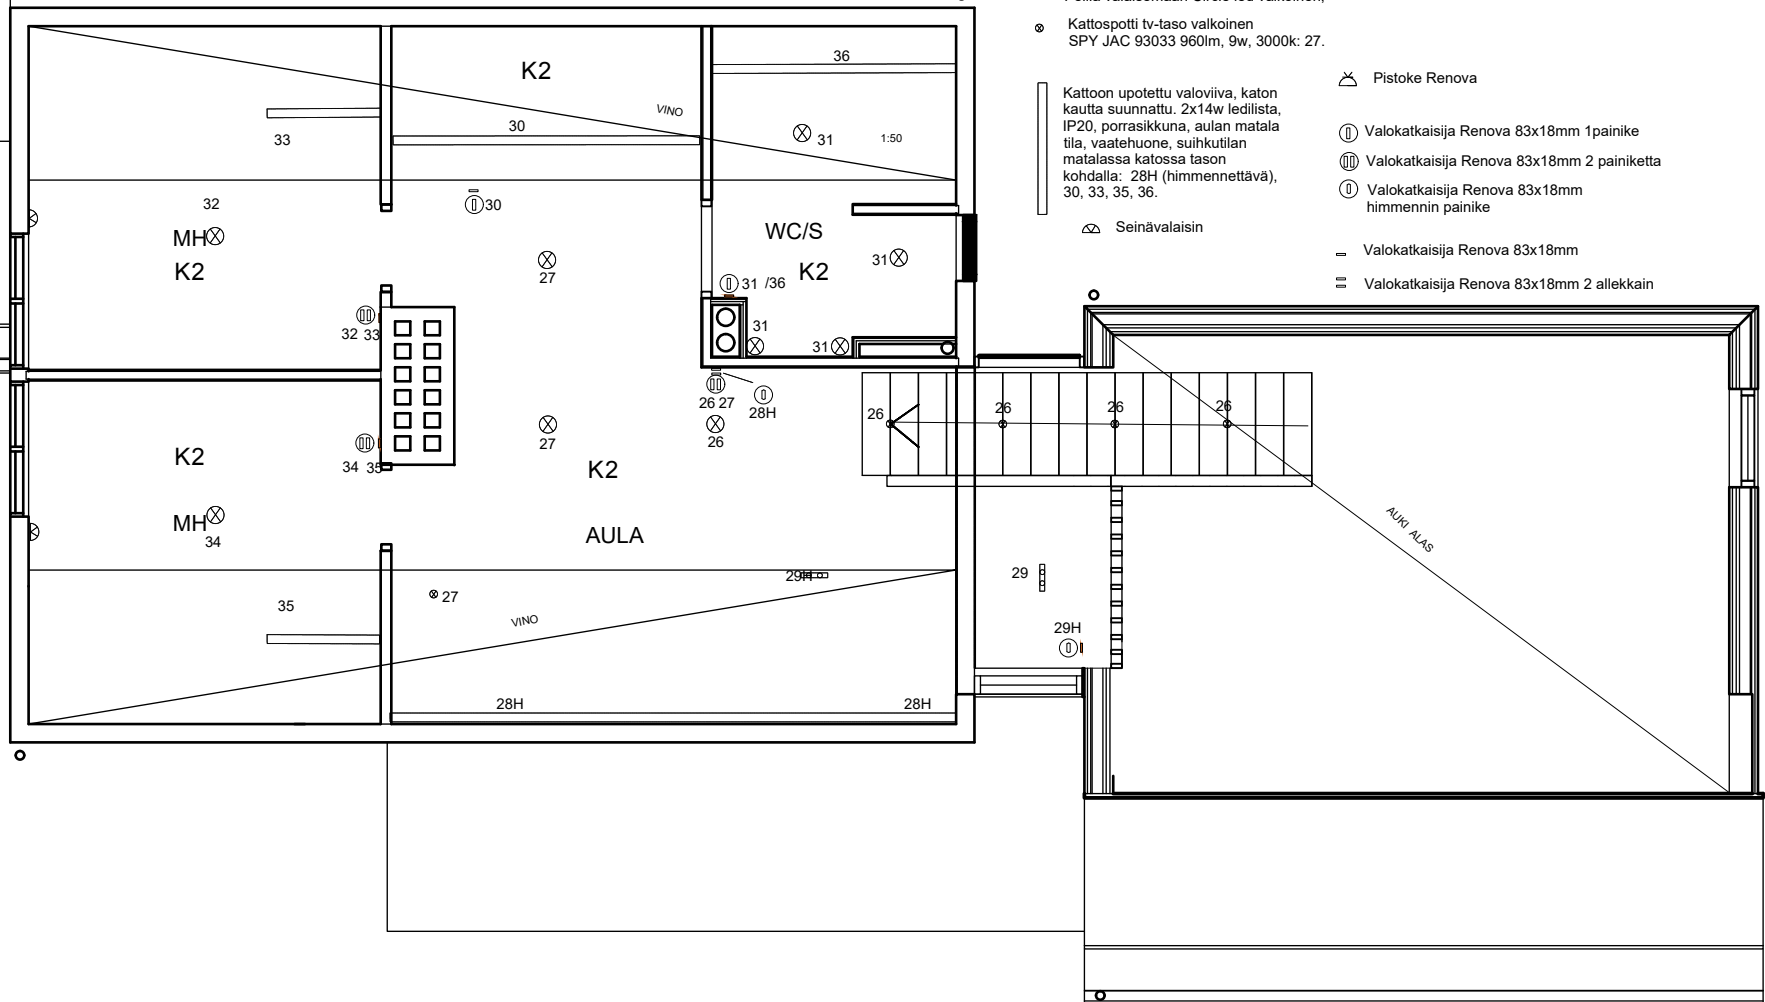 Kattospotti tv-taso valkoinen
SPY JAC 93033 960lm, 9w, 3000k: 27.
Pistoke Renova
Kattoon upotettu valoviiva, katon
kautta suunnattu. 2x14w ledilista,
IP20, porrasikkuna, aulan matala
tila, vaatehuone, suihkutilan
matalassa katossa tason
kohdalla: 28H (himmennettävä),
30, 33, 35, 36.
Valokatkaisija Renova 83x18mm 1painike
Valokatkaisija Renova 83x18mm 2 painiketta
Valokatkaisija Renova 83x18mm
himmennin painike
Seinävalaisin
Valokatkaisija Renova 83x18mm
Valokatkaisija Renova 83x18mm 2 allekkain
K2
36
VINO
30
33
31
1:50
32
30
MH
K2
27
WC/S
K2
31
31 /36
32 33
31
31
26 27
28H
26
27
26
26
26
26
K2
34 35
K2
MH
34
AULA
AUKI ALAS
29H
29
35
27
VINO
29H
28H
28H